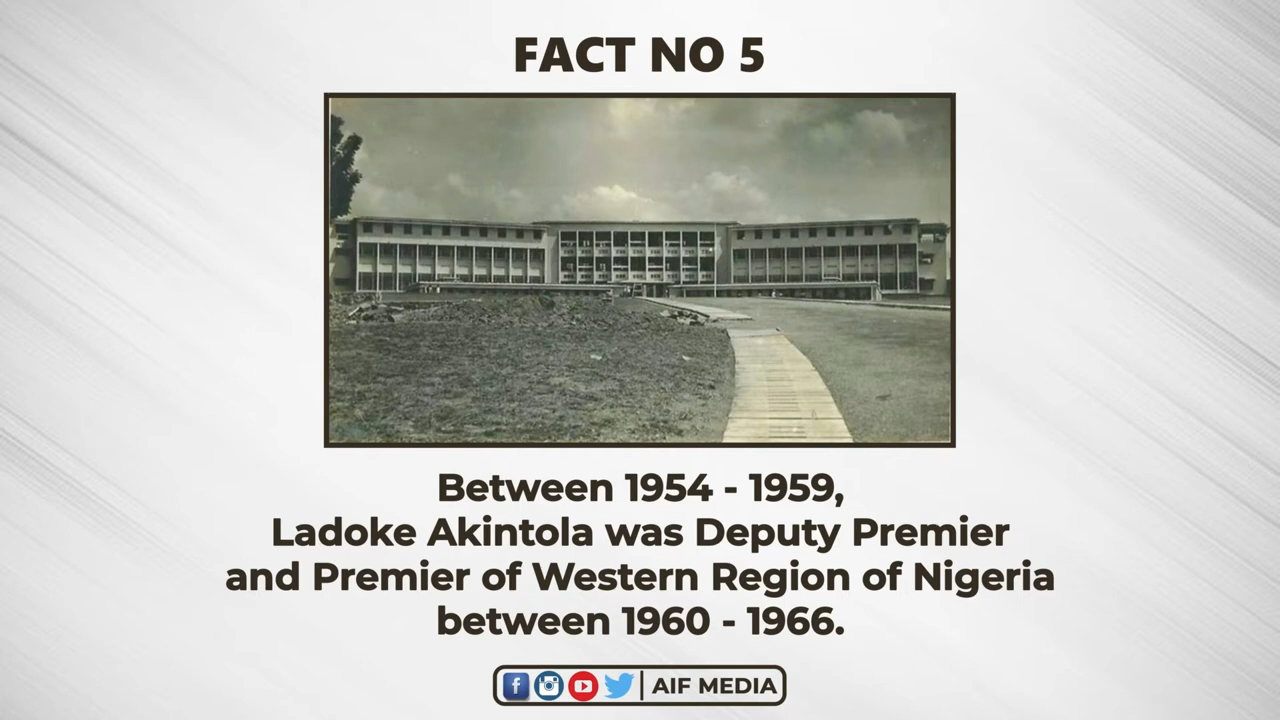 FACT NO 5
Between 1954 - 1959,
Ladoke Akintola was Deputy Premier
and Premier of Western Region of Nigeria
between 1960 - 1966.
AIF MEDIA